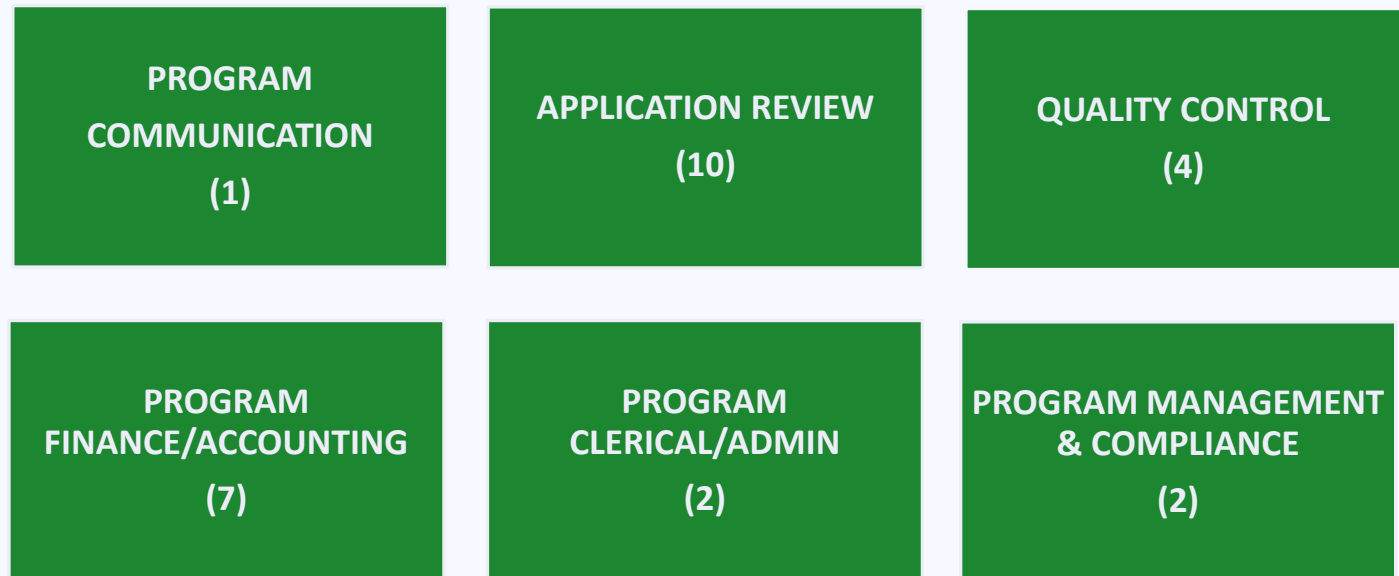 PROGRAM
COMMUNICATION
(1)
APPLICATION REVIEW
(10)
QUALITY CONTROL
(4)
PROGRAM
FINANCE/ACCOUNTING
(7)
PROGRAM
CLERICAL/ADMIN
(2)
PROGRAM MANAGEMENT
& COMPLIANCE
(2)